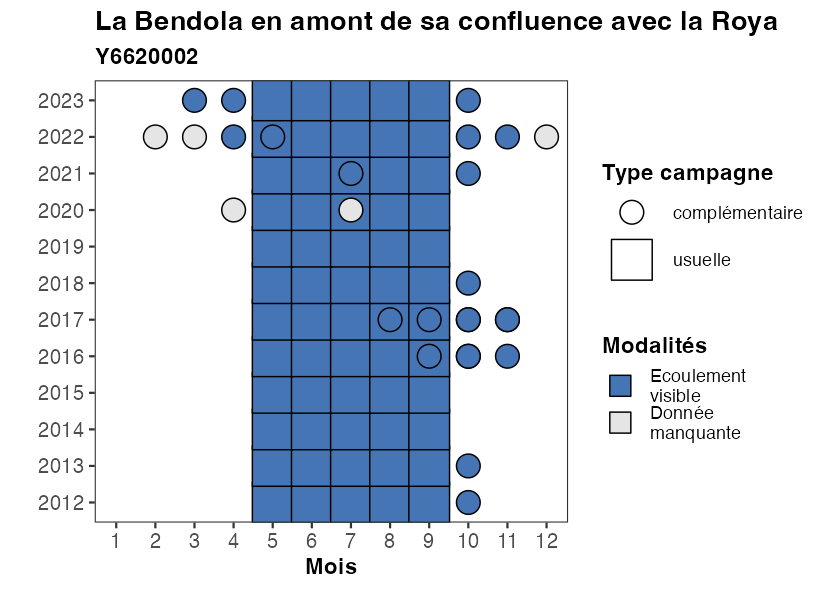 La Bendola en amont de sa confluence avec la Roya
Y6620002
2023
2022
2021
2020
2019
2018
2017
2016
2015
2014
2013
2012
1 2 3 4 5 6 7 8 9 10 11 12
Mois
Type campagne
complémentaire
usuelle
Modalités
Ecoulement
visible
Donnée
manquante